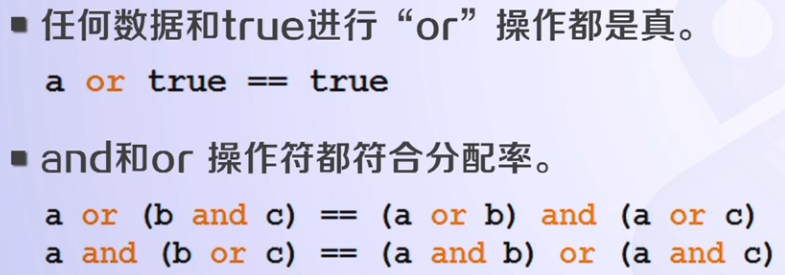 ■ 任何数据和true进行“or”操作都是真。
a or true == true
■ and和or 操作符都符合分配率。
a or (b and c) == (a or b) and (a or c)
a and (b or c) == (a and b) or (a and c)